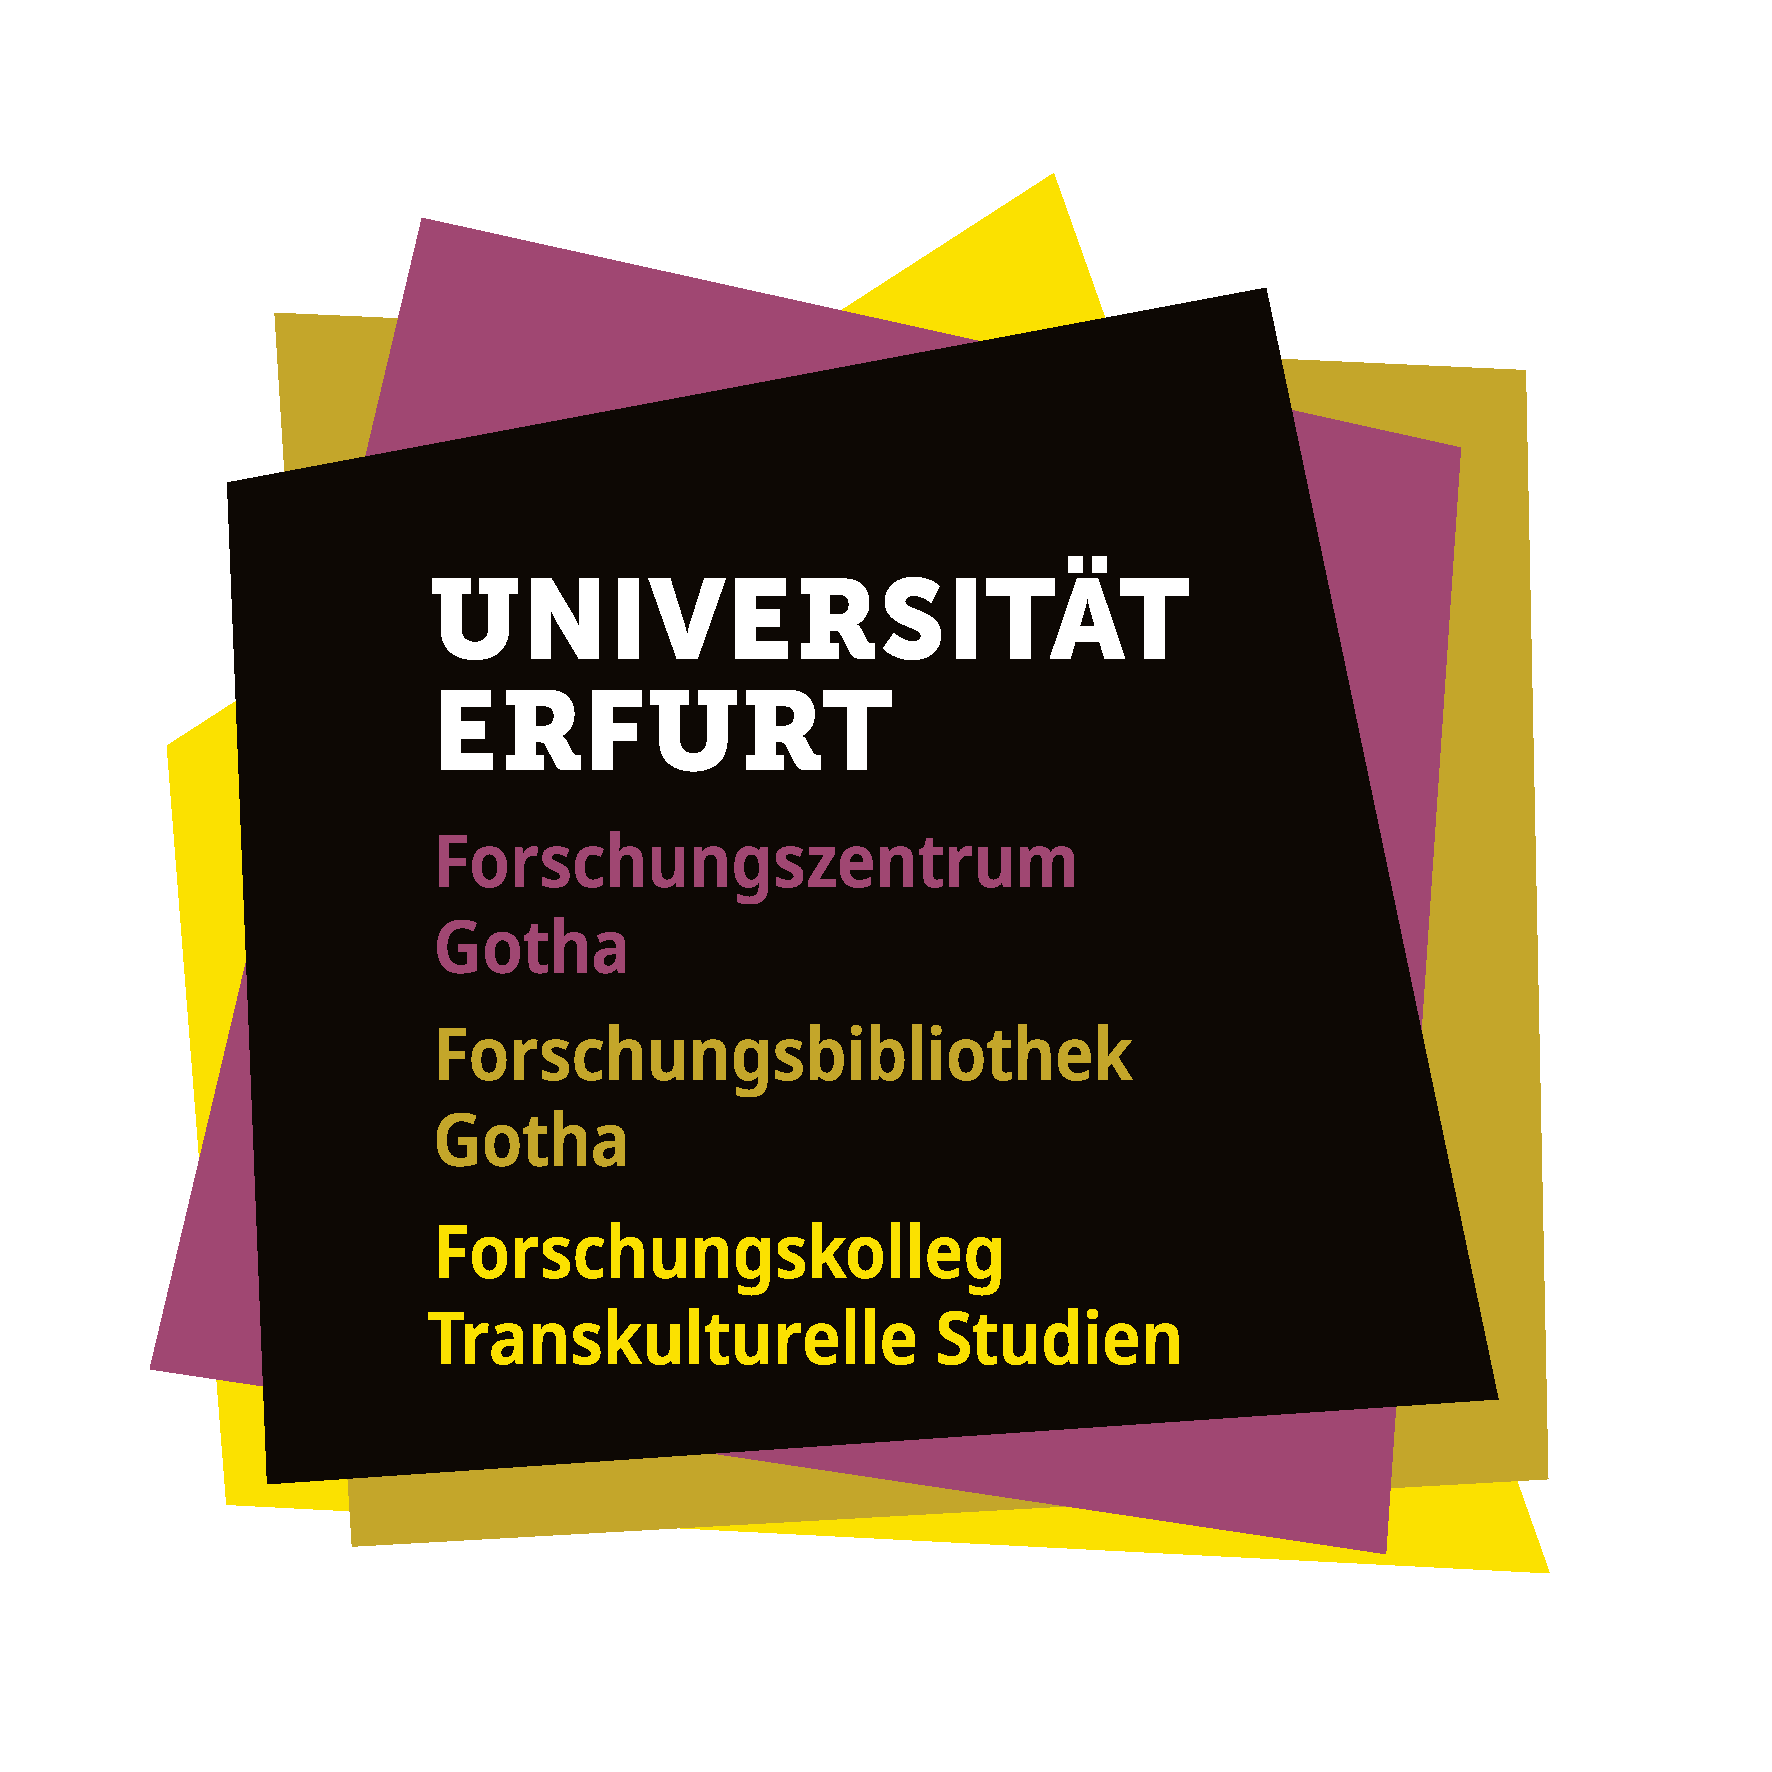 UNIVERSITÄT
ERFURT
Forschungszentrum
Gotha
Forschungsbibliothek
Gotha
Forschungskolleg
Transkulturelle Studien